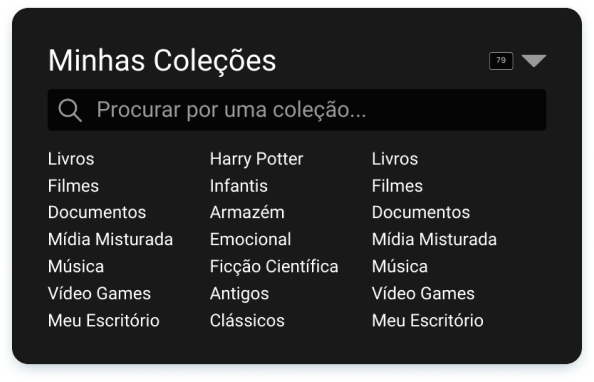 Minhas Coleções
79
Procurar por uma coleção...
Livros
Filmes
Documentos
Mídia Misturada
Música
Vídeo Games
Meu Escritório
Harry Potter
Infantis
Armazém
Emocional
Ficção Científica
Antigos
Clássicos
Livros
Filmes
Documentos
Mídia Misturada
Música
Vídeo Games
Meu Escritório